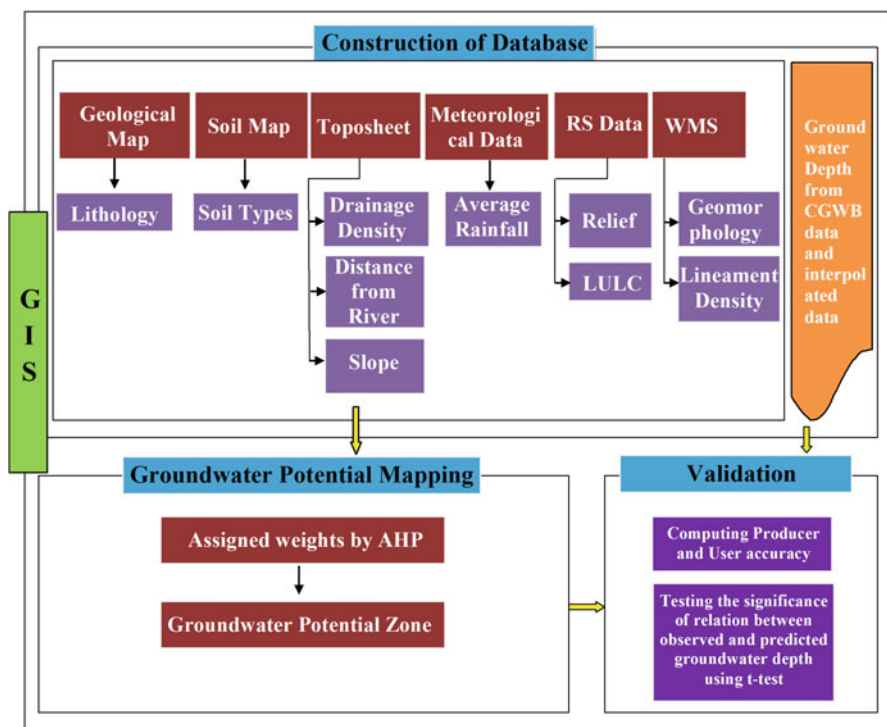 Construction of Database
Geological
Map
Soil Map
Toposheet
Meteorologi
cal Data
RS Data
WMS
Lithology
Soil Types
Drainage
Density
Distance
from
River
Slope
Average
Rainfall
Relief
LULC
Geomor
phology
Lineament
Density
Ground
water
Depth
from
CGWB
data
and
interpol
ated
data
G
I
S
Groundwater Potential Mapping
Assigned weights by AHP
Groundwater Potential Zone
Validation
Computing Producer
and User accuracy
Testing the significance
of relation between
observed and predicted
groundwater depth
using t-test